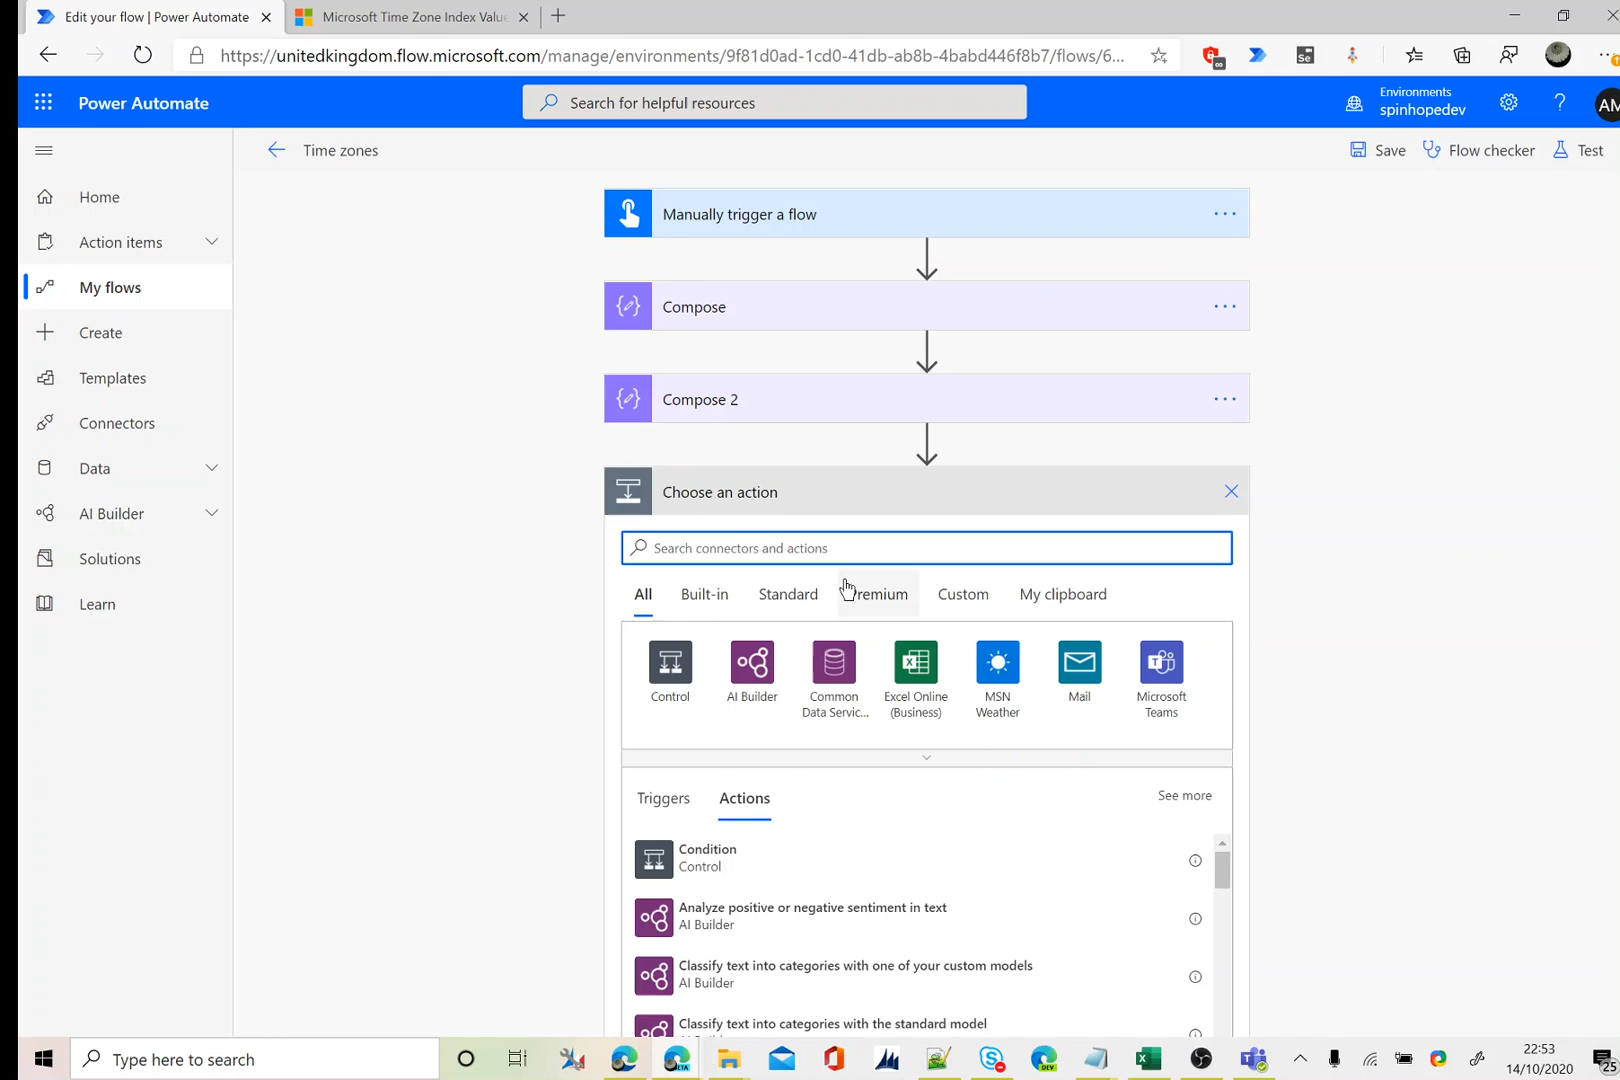 Edit your flow | Power Automate
Microsoft Time Zone Index Value
https://unitedkingdom.flow.microsoft.com/manage/environments/9f81d0ad-1cd0-41db-ab8b-4babd446f8b7/flows/6...
Power Automate
Search for helpful resources
Environments
spinhopedev
AM
Time zones
Save
Flow checker
Test
Home
Action items
My flows
Create
Templates
Connectors
Data
AI Builder
Solutions
Learn
Manually trigger a flow
Compose
Compose 2
Choose an action
Search connectors and actions
All
Built-in
Standard
Premium
Custom
My clipboard
Control
AI Builder
Common
Data Servic...
Excel Online
(Business)
MSN
Weather
Mail
Microsoft
Teams
Triggers
Actions
See more
Condition
Control
Analyze positive or negative sentiment in text
AI Builder
Classify text into categories with one of your custom models
AI Builder
Classify text into categories with the standard model
Type here to search
BETA
DEV
22:53
14/10/2020
25